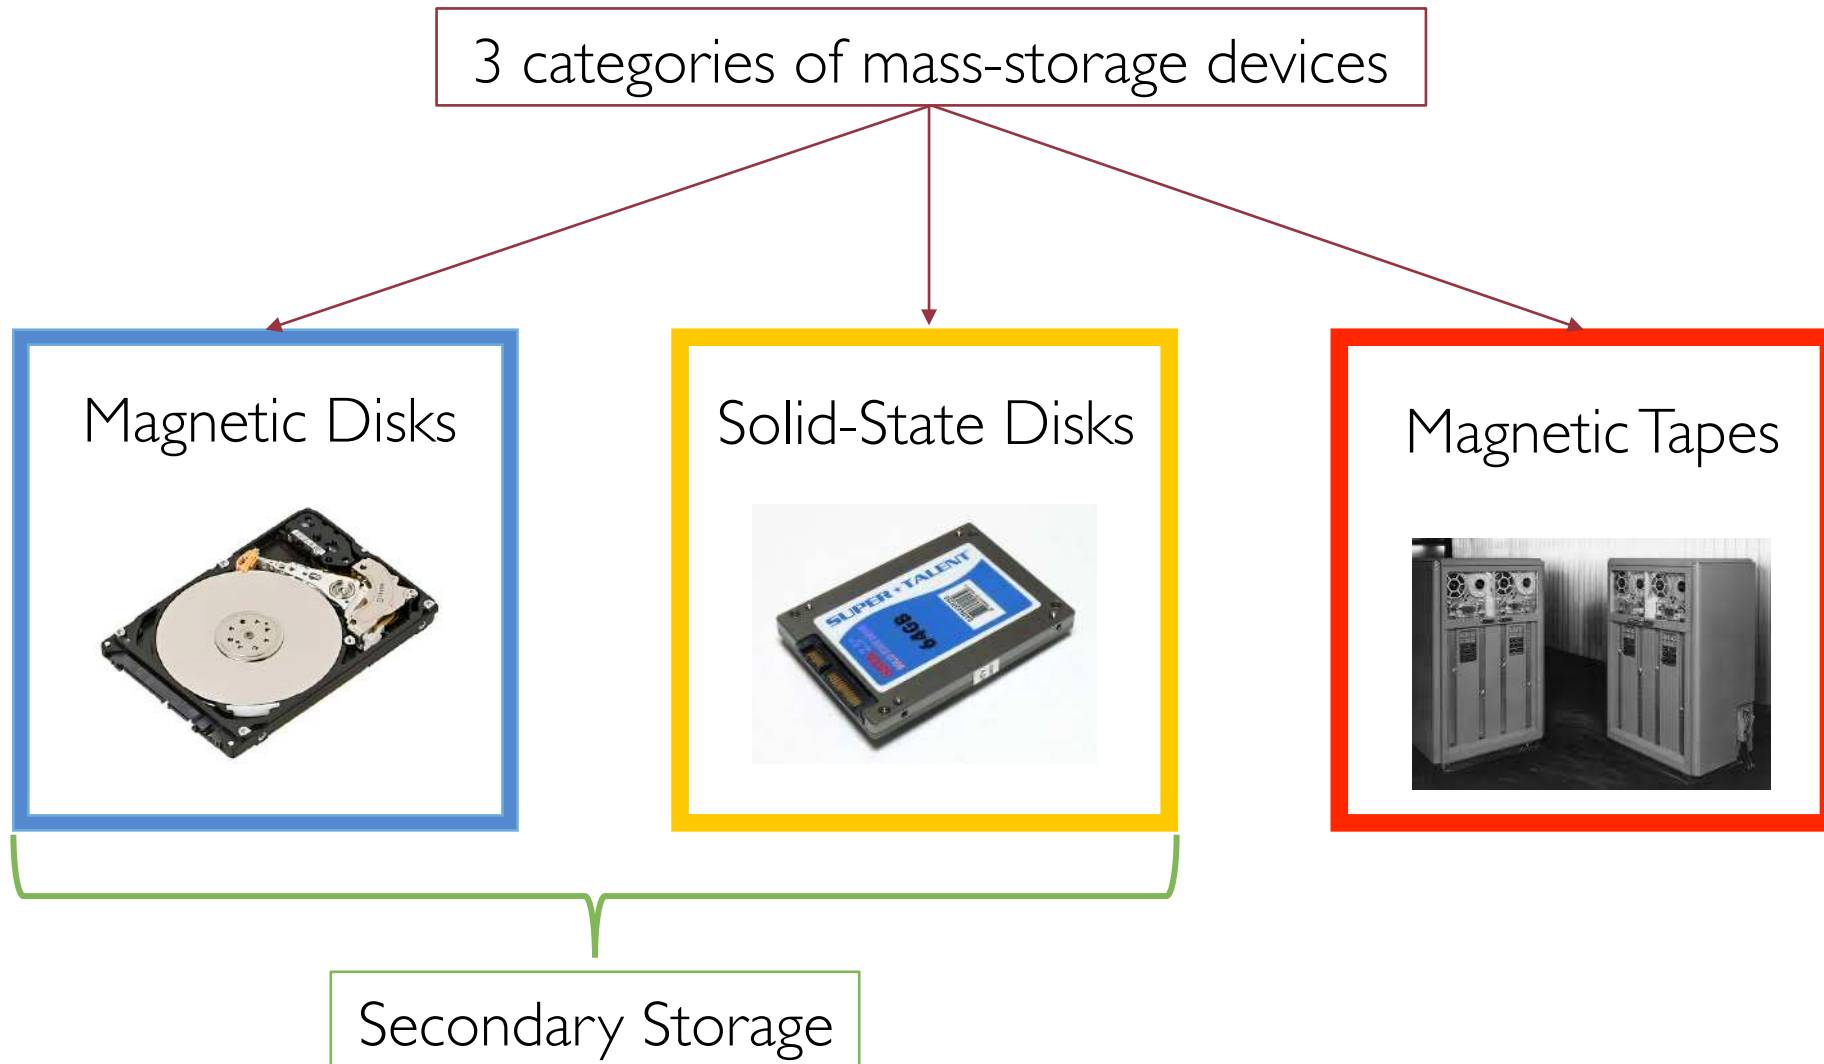 3 categories of mass-storage devices
Magnetic Disks
Solid-State Disks
Magnetic Tapes
SUPER TALENT
64GB
Secondary Storage